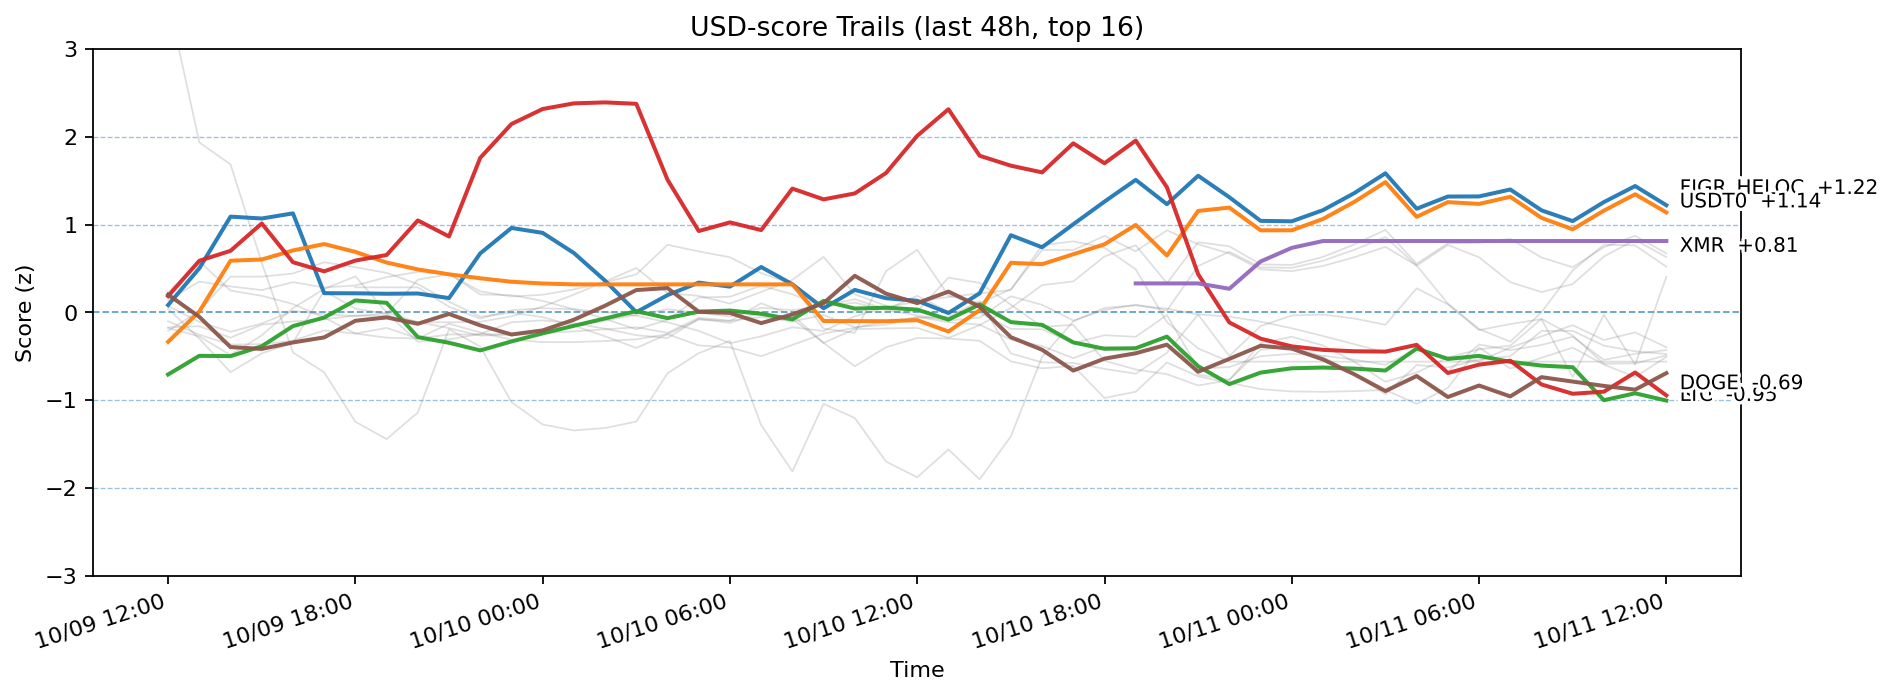 USD-score Trails (last 48h, top 16)
Score (z)
3
2
1
0
−1
−2
−3
FIGR_HELOC +1.22
USDT0 +1.14
XMR +0.81
DOGE -0.69
-0.95
10/09 12:00
10/09 18:00
10/10 00:00
10/10 06:00
10/10 12:00
10/10 18:00
10/11 00:00
10/11 06:00
10/11 12:00
Time